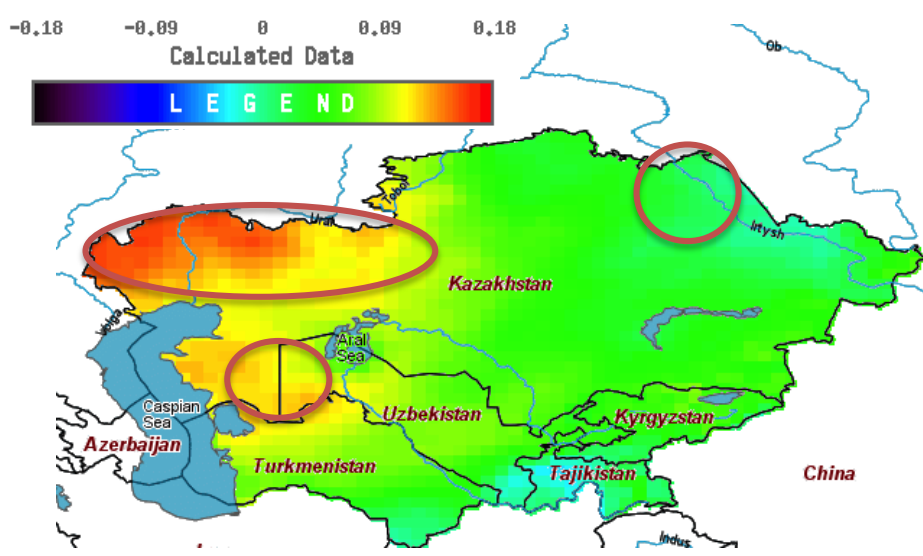 -0.18 -0.09 0 0.09 0.18
Calculated Data
LEGEND
Ob
Tobol
Ural
Irtysh
Kazakhstan
Volga
Aral
Sea
Caspian
Sea
Uzbekistan
Kyrgyzstan
Azerbaijan
Turkmenistan
Tajikistan
China
Indus